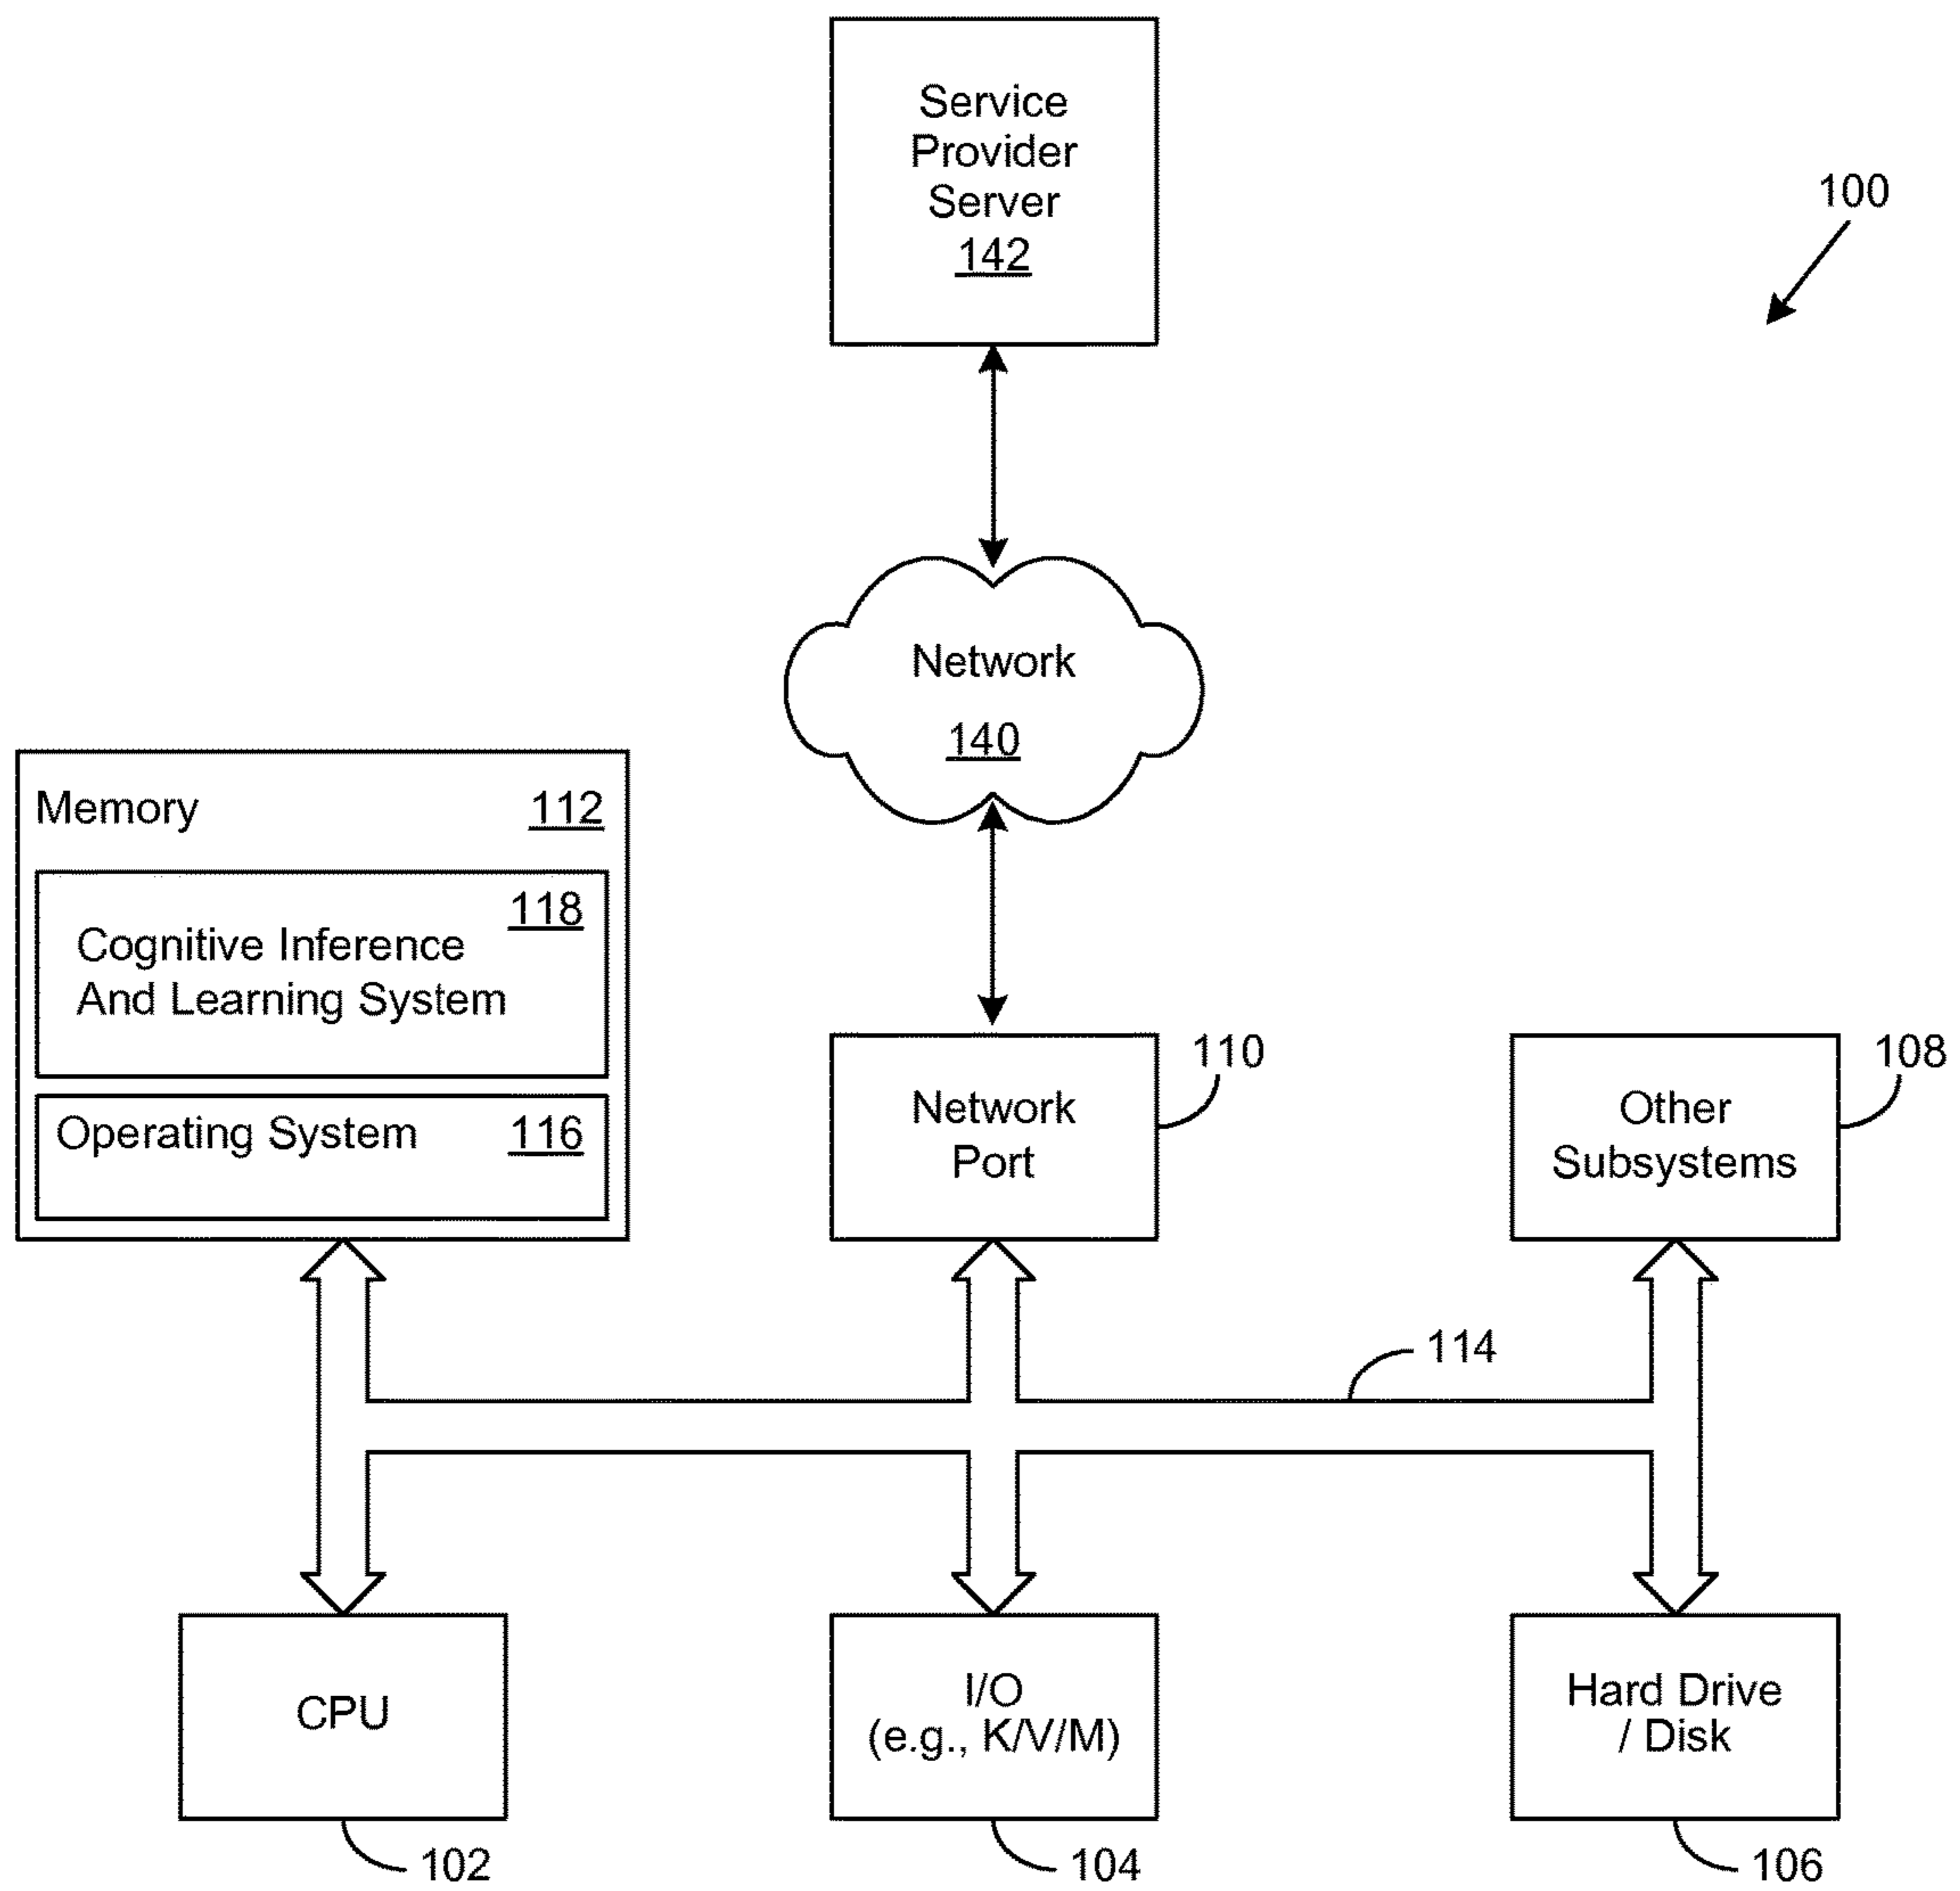 Service
Provider
Server
142
100
Network
140
Memory 112
118
Cognitive Inference
And Learning System
Operating System 116
Network
Port
110
Other
Subsystems
108
114
CPU
102
I/O
(e.g., K/V/M)
104
Hard Drive
/ Disk
106